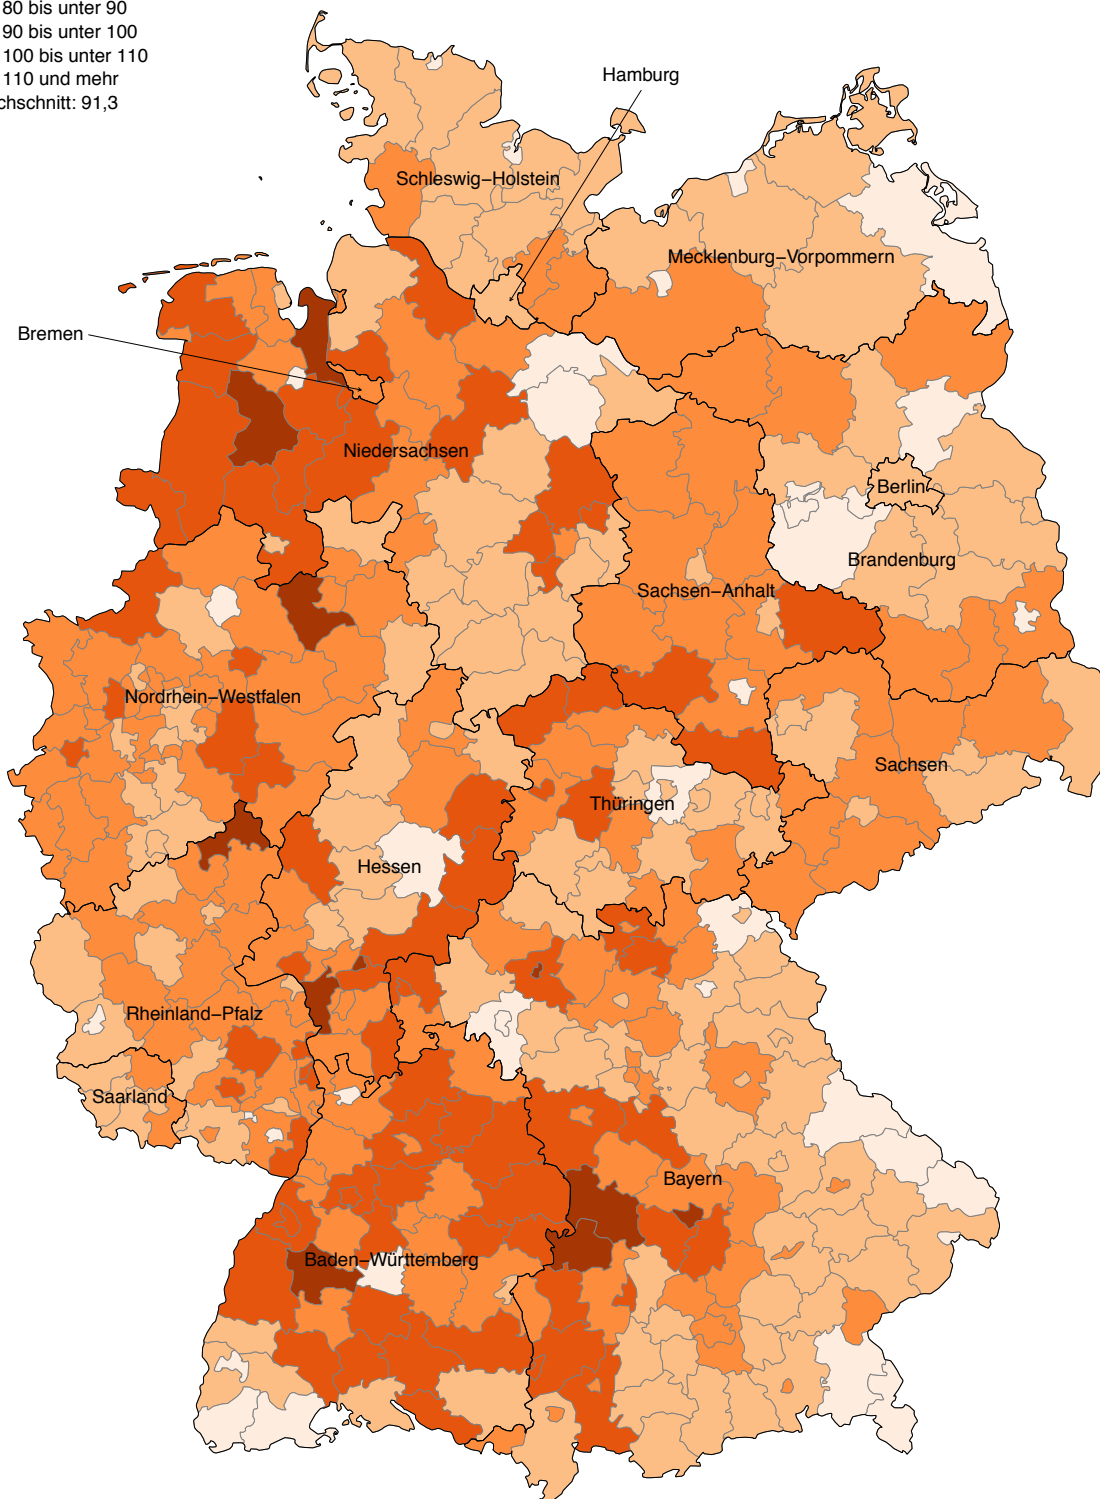 80 bis unter 90
90 bis unter 100
100 bis unter 110
110 und mehr
chschnitt: 91,3
Hamburg
Schleswig−Holstein
Mecklenburg−Vorpommern
Bremen
Niedersachsen
Berlin
Brandenburg
Sachsen−Anhalt
Nordrhein−Westfalen
Sachsen
Thüringen
Hessen
Rheinland−Pfalz
Saarland
Bayern
Baden−Württemberg